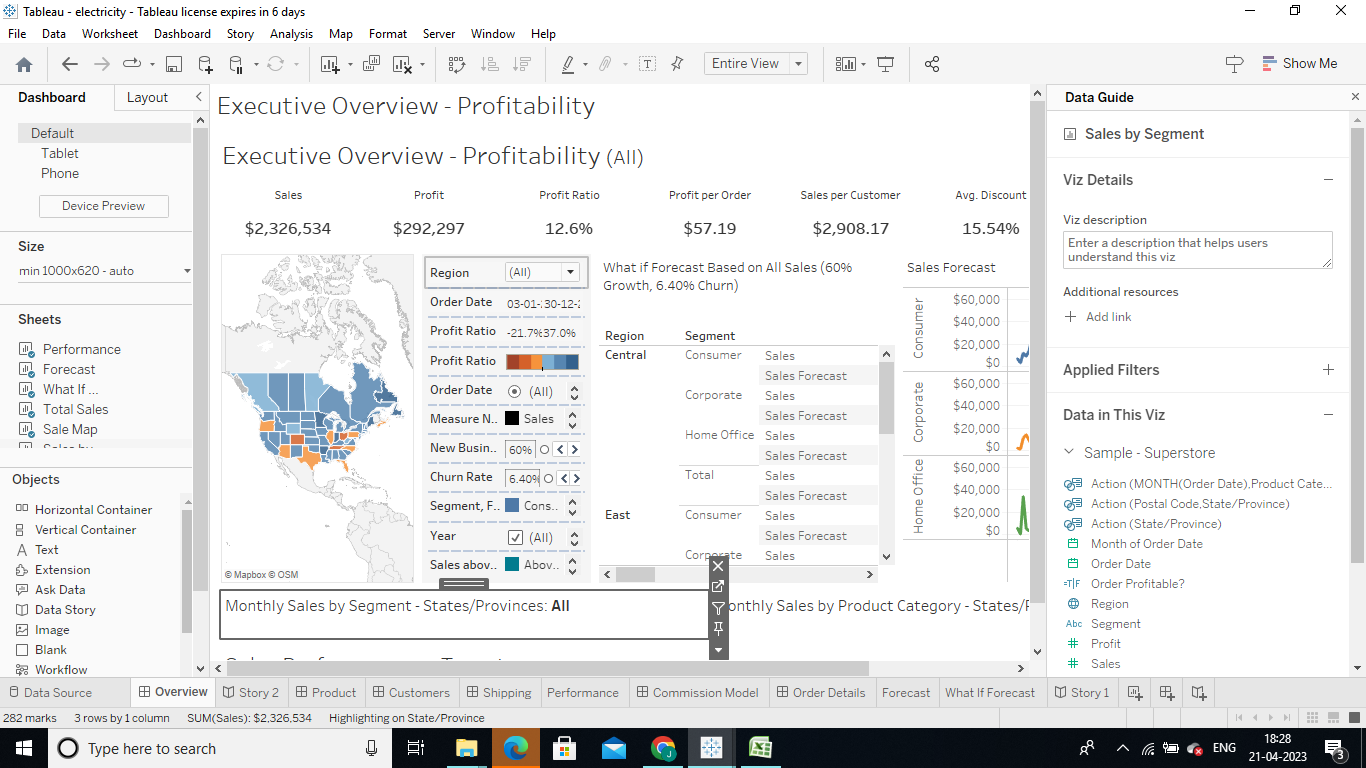 Tableau - electricity - Tableau license expires in 6 days
File Data Worksheet Dashboard Story Analysis Map Format Server Window Help
Entire View
Show Me
Dashboard Layout
Default
Tablet
Phone
Device Preview
Size
min 1000x620 - auto
Sheets
Performance
Forecast
What If ...
Total Sales
Sale Map
Objects
Horizontal Container
Vertical Container
Text
Extension
Ask Data
Data Story
Image
Blank
Workflow
Executive Overview - Profitability
Executive Overview - Profitability (All)
Sales Profit Profit Ratio Profit per Order Sales per Customer Avg. Discount
$2,326,534 $292,297 12.6% $57.19 $2,908.17 15.54%
© Mapbox © OSM
Region (All)
Order Date 03-01-:30-12-:
Profit Ratio -21.7%37.0%
Profit Ratio
Order Date (All)
Measure N.. Sales
New Busin.. 60%
Churn Rate 6.40%
Segment, F.. Cons...
Year (All)
Sales abov.. Abov...
What if Forecast Based on All Sales (60%
Growth, 6.40% Churn)
Region Segment
Central Consumer Sales
Sales Forecast
Corporate Sales
Sales Forecast
Home Office Sales
Sales Forecast
Total Sales
Sales Forecast
East Consumer Sales
Sales Forecast
Corporate Sales
Sales Forecast
Consumer
$60,000
$40,000
$20,000
$0
Corporate
$60,000
$40,000
$20,000
$0
Home Office
$60,000
$40,000
$20,000
$0
Monthly Sales by Segment - States/Provinces: All
onthly Sales by Product Category - States/P
Data Guide
Sales by Segment
Viz Details
Viz description
Enter a description that helps users
understand this viz
Additional resources
Add link
Applied Filters
Data in This Viz
Sample - Superstore
Action (MONTH(Order Date),Product Cate...
Action (Postal Code,State/Province)
Action (State/Province)
Month of Order Date
Order Date
=T|F Order Profitable?
Region
Abc Segment
Profit
Sales
Data Source Overview Story 2 Product Customers Shipping Performance Commission Model Order Details Forecast What If Forecast Story 1
282 marks 3 rows by 1 column SUM(Sales): $2,326,534 Highlighting on State/Province
Type here to search
ENG
18:28
21-04-2023
3